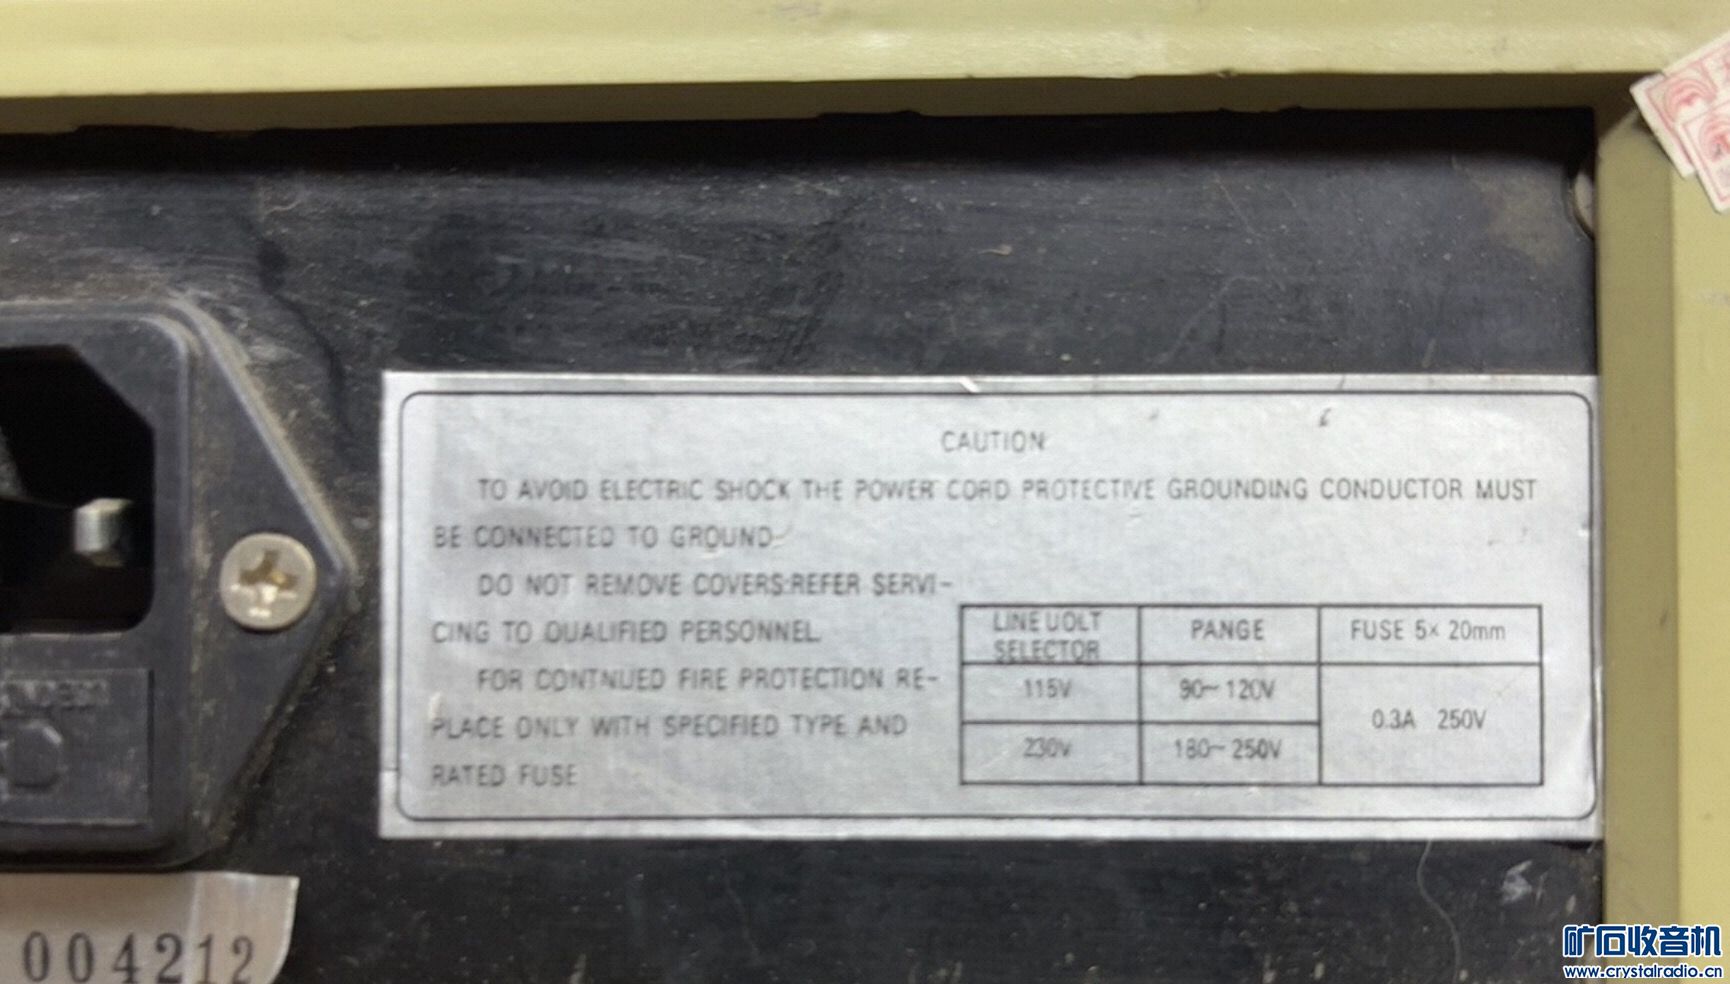 CAUTION
TO AVOID ELECTRIC SHOCK THE POWER CORD PROTECTIVE GROUNDING CONDUCTOR MUST
BE CONNECTED TO GROUND
DO NOT REMOVE COVERS:REFER SERVI-
CING TO QUALIFIED PERSONNEL
FOR CONTNUED FIRE PROTECTION RE-
PLACE ONLY WITH SPECIFIED TYPE AND
RATED FUSE
LINE UOLT SELECTOR PANGE FUSE 5× 20mm
115V 90~120V
0.3A 250V
230V 180~250V
004212
矿石收音机
www.crystalradio.cn